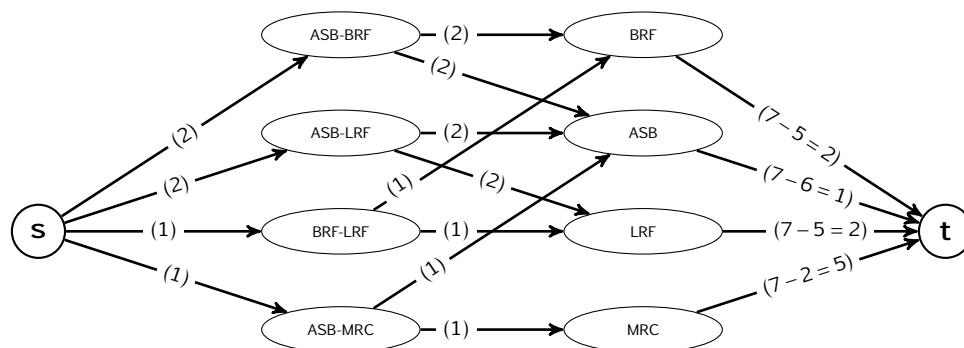 ASB-BRF
(2)
BRF
(2)
(2)
(7−5=2)
ASB-LRF
(2)
ASB
(2)
(2)
(1)
(7−6=1)
s
(1)
BRF-LRF
(1)
LRF
(7−5=2)
t
(1)
(1)
(7−2=5)
ASB-MRC
(1)
MRC